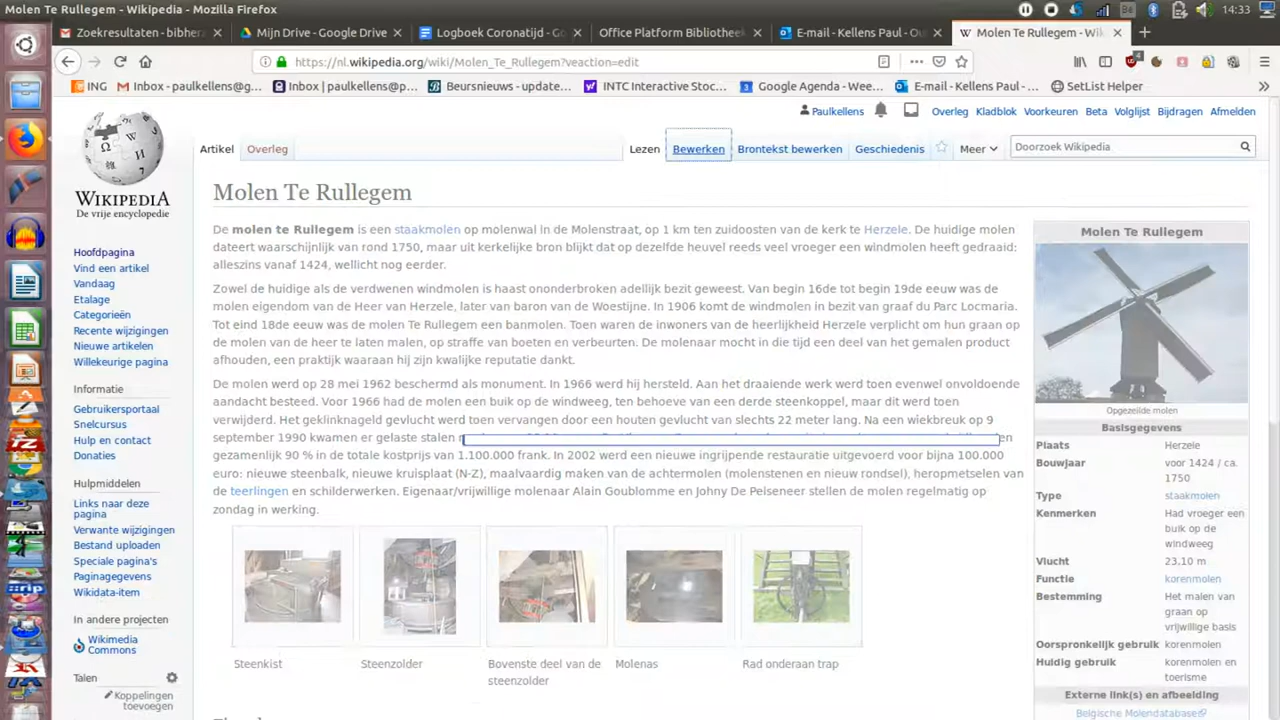 Molen Te Rullegem - Wikipedia - Mozilla Firefox
14:33
Zoekresultaten - bibherz
Mijn Drive - Google Drive
Logboek Coronatijd - Go
Office Platform Bibliotheek
E-mail - Kellens Paul - Ou
Molen Te Rullegem - Wiki
https://nl.wikipedia.org/wiki/Molen_Te_Rullegem?veaction=edit
ING
Inbox - paulkellens@g...
Inbox | paulkellens@p...
Beursnieuws - update...
INTC Interactive Stoc...
Google Agenda - Wee...
E-mail - Kellens Paul - ...
SetList Helper
Paulkellens
Overleg
Kladblok
Voorkeuren
Beta
Volglijst
Bijdragen
Afmelden
Artikel
Overleg
Lezen
Bewerken
Brontekst bewerken
Geschiedenis
Meer
Doorzoek Wikipedia
WIKIPEDIA
De vrije encyclopedie
Hoofdpagina
Vind een artikel
Vandaag
Etalage
Categorieën
Recente wijzigingen
Nieuwe artikelen
Willekeurige pagina
Informatie
Gebruikersportaal
Snelcursus
Hulp en contact
Donaties
Hulpmiddelen
Links naar deze
pagina
Verwante wijzigingen
Bestand uploaden
Speciale pagina's
Paginagegevens
Wikidata-item
In andere projecten
Wikimedia
Commons
Talen
Koppelingen
toevoegen
Molen Te Rullegem
De molen te Rullegem is een staakmolen op molenwal in de Molenstraat, op 1 km ten zuidoosten van de kerk te Herzele. De huidige molen
dateert waarschijnlijk van rond 1750, maar uit kerkelijke bron blijkt dat op dezelfde heuvel reeds veel vroeger een windmolen heeft gedraaid:
alleszins vanaf 1424, wellicht nog eerder.
Zowel de huidige als de verdwenen windmolen is haast ononderbroken adellijk bezit geweest. Van begin 16de tot begin 19de eeuw was de
molen eigendom van de Heer van Herzele, later van baron van de Woestijne. In 1906 komt de windmolen in bezit van graaf du Parc Locmaria.
Tot eind 18de eeuw was de molen Te Rullegem een banmolen. Toen waren de inwoners van de heerlijkheid Herzele verplicht om hun graan op
de molen van de heer te laten malen, op straffe van boeten en verbeurten. De molenaar mocht in die tijd een deel van het gemalen product
afhouden, een praktijk waaraan hij zijn kwalijke reputatie dankt.
De molen werd op 28 mei 1962 beschermd als monument. In 1966 werd hij hersteld. Aan het draaiende werk werd toen evenwel onvoldoende
aandacht besteed. Voor 1966 had de molen een buik op de windweeg, ten behoeve van een derde steenkoppel, maar dit werd toen
verwijderd. Het geklinknageld gevlucht werd toen vervangen door een houten gevlucht van slechts 22 meter lang. Na een wiekbreuk op 9
september 1990 kwamen er gelaste stalen
gezamenlijk 90 % in de totale kostprijs van 1.100.000 frank. In 2002 werd een nieuwe ingrijpende restauratie uitgevoerd voor bijna 100.000
euro: nieuwe steenbalk, nieuwe kruisplaat (N-Z), maalvaardig maken van de achtermolen (molenstenen en nieuw rondsel), heropmetselen van
de teerlingen en schilderwerken. Eigenaar/vrijwillige molenaar Alain Goublomme en Johny De Pelseneer stellen de molen regelmatig op
zondag in werking.
Steenkist
Steenzolder
Bovenste deel van de
steenzolder
Molenas
Rad onderaan trap
Molen Te Rullegem
Opgezeilde molen
Basisgegevens
Plaats Herzele
Bouwjaar voor 1424 / ca.
1750
Type staakmolen
Kenmerken Had vroeger een
buik op de
windweeg
Vlucht 23,10 m
Functie korenmolen
Bestemming Het malen van
graan op
vrijwillige basis
Oorspronkelijk gebruik korenmolen
Huidig gebruik korenmolen en
toerisme
Externe link(s) en afbeelding
Belgische Molendatabase